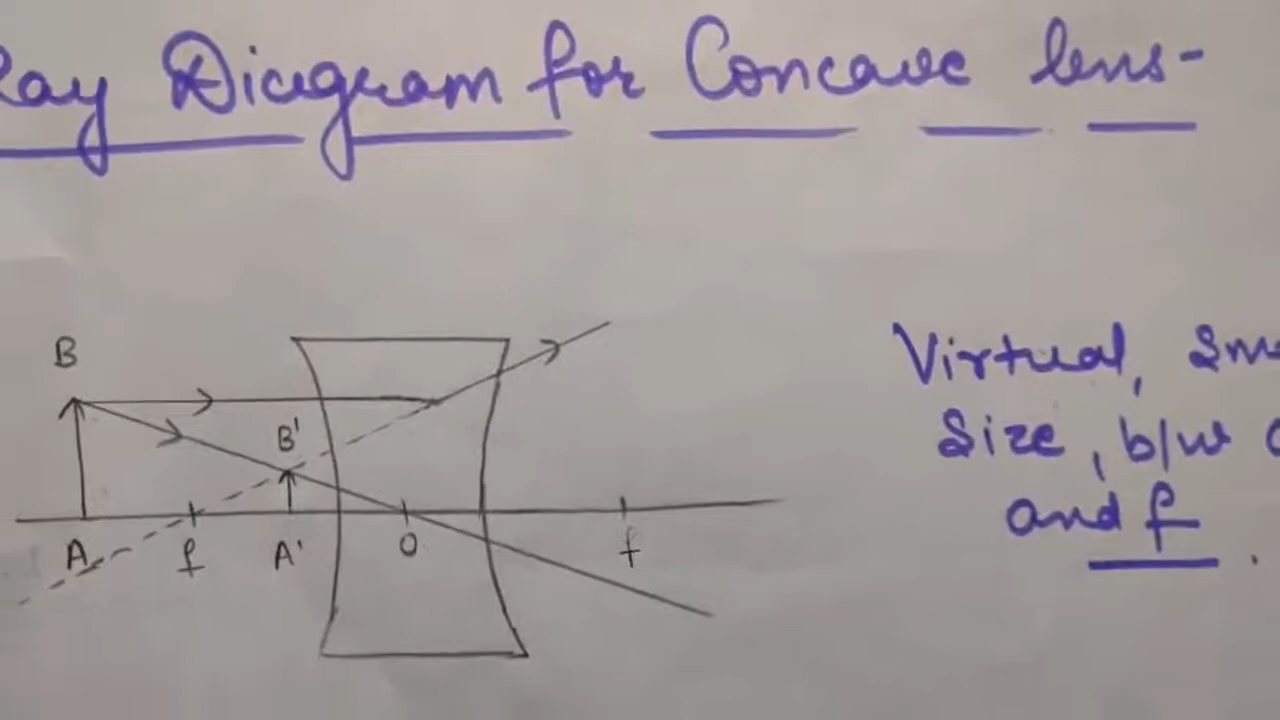 Ray Diagram for Concave lens-
B
Virtual,
B'
Size, b/w
and f.
A f A' O f